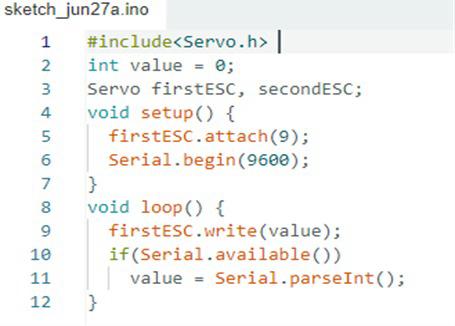 sketch_jun27a.ino
1 #include<Servo.h>
2 int value = 0;
3 Servo firstESC, secondESC;
4 void setup() {
5 firstESC.attach(9);
6 Serial.begin(9600);
7 }
8 void loop() {
9 firstESC.write(value);
10 if(Serial.available())
11 value = Serial.parseInt();
12 }